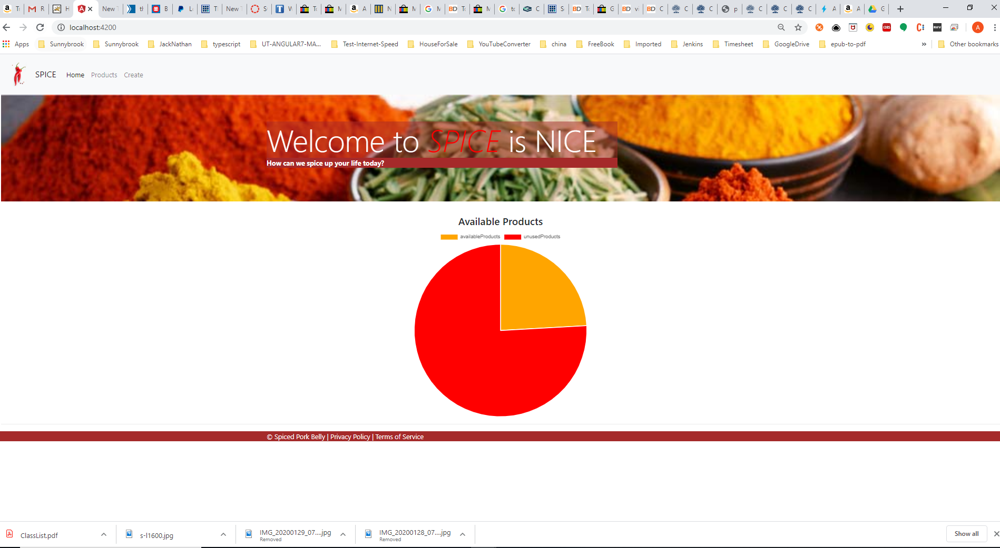 localhost:4200
Apps Sunnybrook Sunnybrook JackNathan typescript UT-ANGULAR7-MA... Test-Internet-Speed HouseForSale YouTubeConverter china FreeBook Imported Jenkins Timesheet GoogleDrive epub-to-pdf » Other bookmarks
SPICE Home Products Create
Welcome to SPICE is NICE
How can we spice up your life today?
Available Products
availableProducts unusedProducts
© Spiced Pork Belly | Privacy Policy | Terms of Service
ClassList.pdf s-l1600.jpg IMG_20200129_07....jpg IMG_20200128_07....jpg Show all
Removed Removed